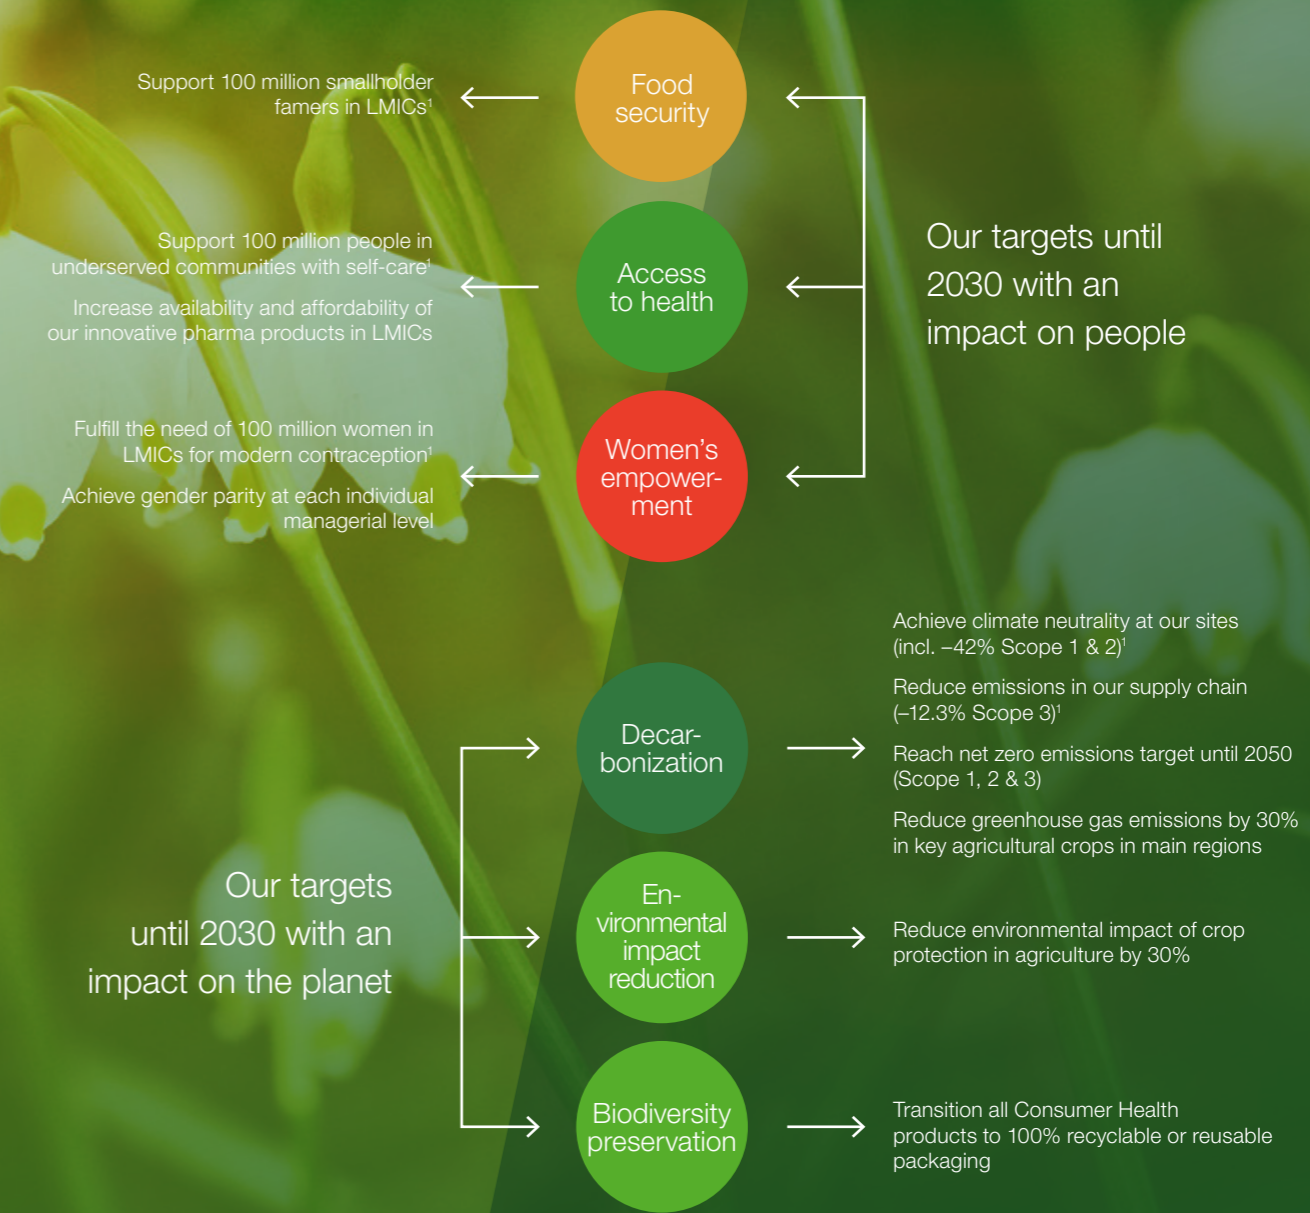 Support 100 million smallholder
famers in LMICs¹
Food
security
Support 100 million people in
underserved communities with self-care¹
Increase availability and affordability of
our innovative pharma products in LMICs
Access
to health
Our targets until
2030 with an
impact on people
Fulfill the need of 100 million women in
LMICs for modern contraception¹
Achieve gender parity at each individual
managerial level
Women’s
empower-
ment
Our targets
until 2030 with an
impact on the planet
Decar-
bonization
Achieve climate neutrality at our sites
(incl. –42% Scope 1 & 2)¹
Reduce emissions in our supply chain
(–12.3% Scope 3)¹
Reach net zero emissions target until 2050
(Scope 1, 2 & 3)
Reduce greenhouse gas emissions by 30%
in key agricultural crops in main regions
En-
vironmental
impact
reduction
Reduce environmental impact of crop
protection in agriculture by 30%
Biodiversity
preservation
Transition all Consumer Health
products to 100% recyclable or reusable
packaging